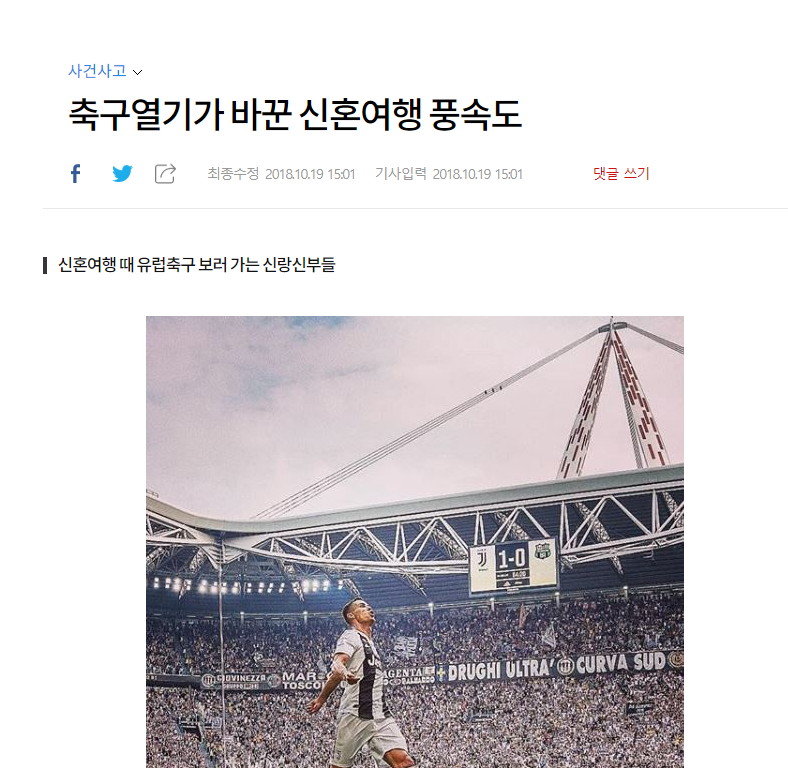 사건사고
축구열기가 바꾼 신혼여행 풍속도
최종수정 2018.10.19 15:01 기사입력 2018.10.19 15:01 댓글 쓰기
신혼여행 때 유럽축구 보러 가는 신랑신부들
1-0
GIOVINEZZA
MAR
TOSCO
DRUGHI ULTRA'
CURVA SUD